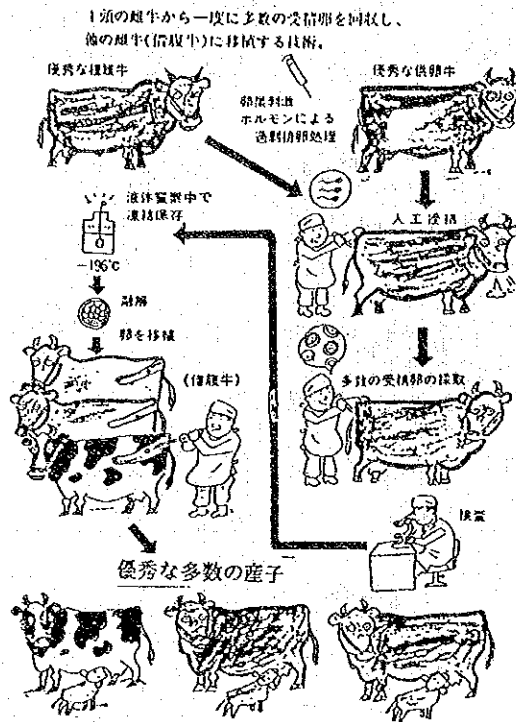 1頭の雌牛から一度に多数の受精卵を回収し、
他の雌牛(借腹牛)に移植する技術。
優秀な種雄牛
優秀な供卵牛
卵巣刺激
ホルモンによる
過剰排卵処理
液体窒素中で
凍結保存
人工授精
−196℃
融解
卵を移植
(借腹牛)
多数の受精卵の採取
検査
優秀な多数の産子